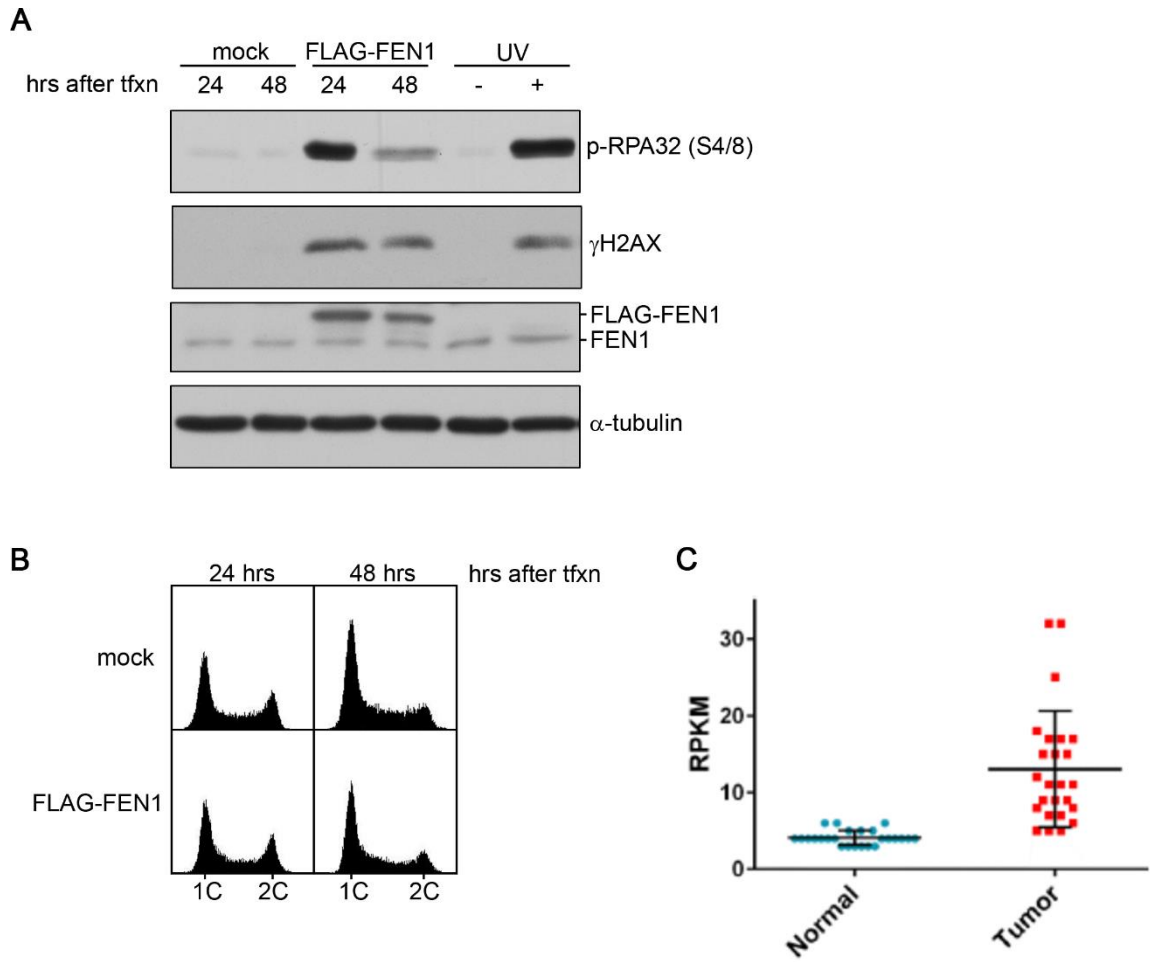 A
mock FLAG-FEN1 UV
hrs after tfxn 24 48 24 48 - +
p-RPA32 (S4/8)
γH2AX
FLAG-FEN1
FEN1
α-tubulin
B
24 hrs 48 hrs hrs after tfxn
mock
FLAG-FEN1
1C 2C 1C 2C
C
30
20
10
0
RPKM
Normal Tumor